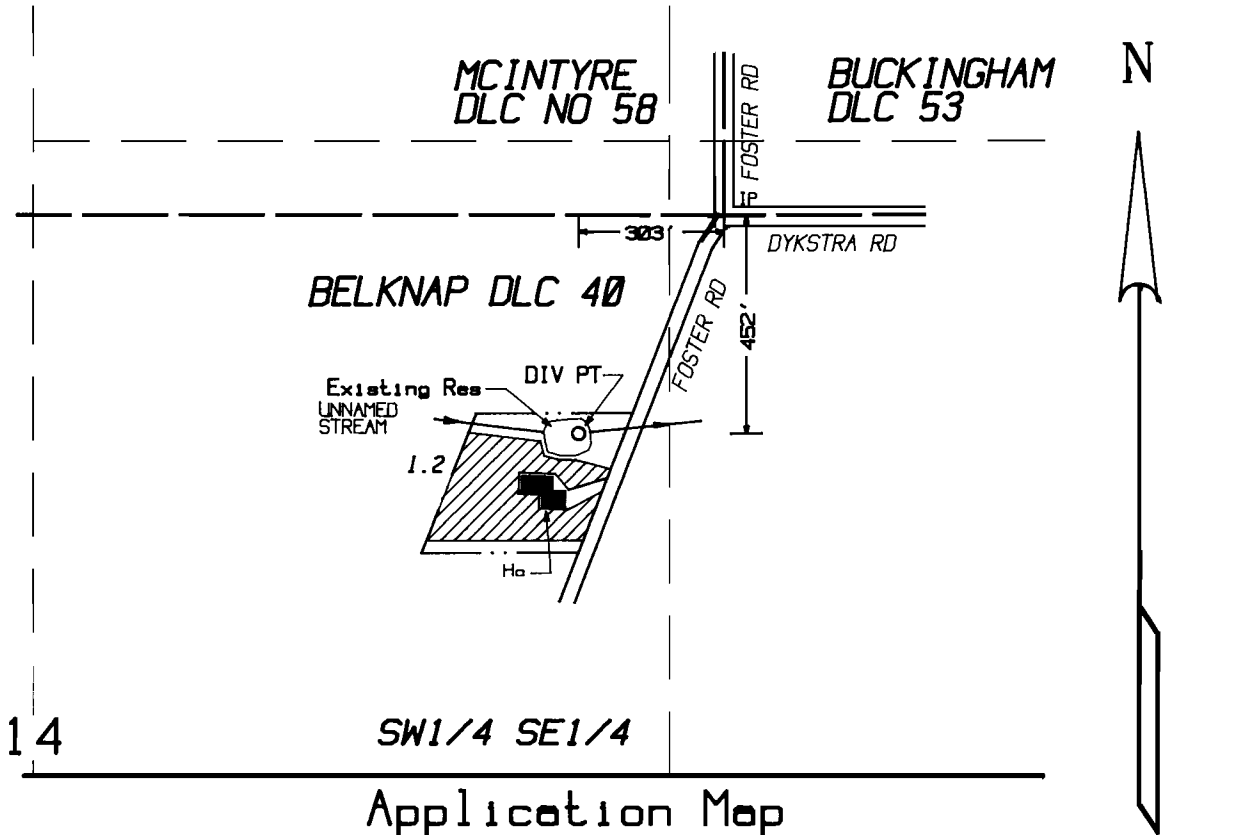 N
MCINTYRE
DLC NO 58
BUCKINGHAM
DLC 53
FOSTER RD
IP
303'
DYKSTRA RD
BELKNAP DLC 40
FOSTER RD
452'
DIV PT
Existing Res
UNNAMED
STREAM
1.2
Ho
14
SW1/4 SE1/4
Application Map